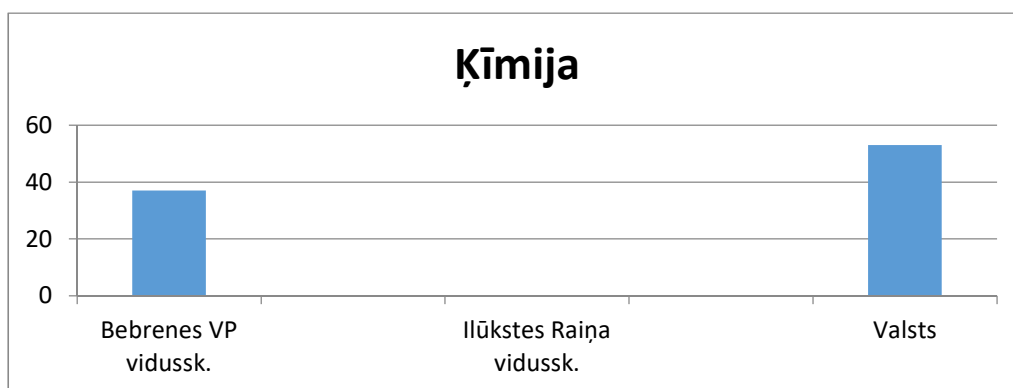 Ķīmija
60
40
20
0
Bebrenes VP
vidussk.
Ilūkstes Raiņa
vidussk.
Valsts